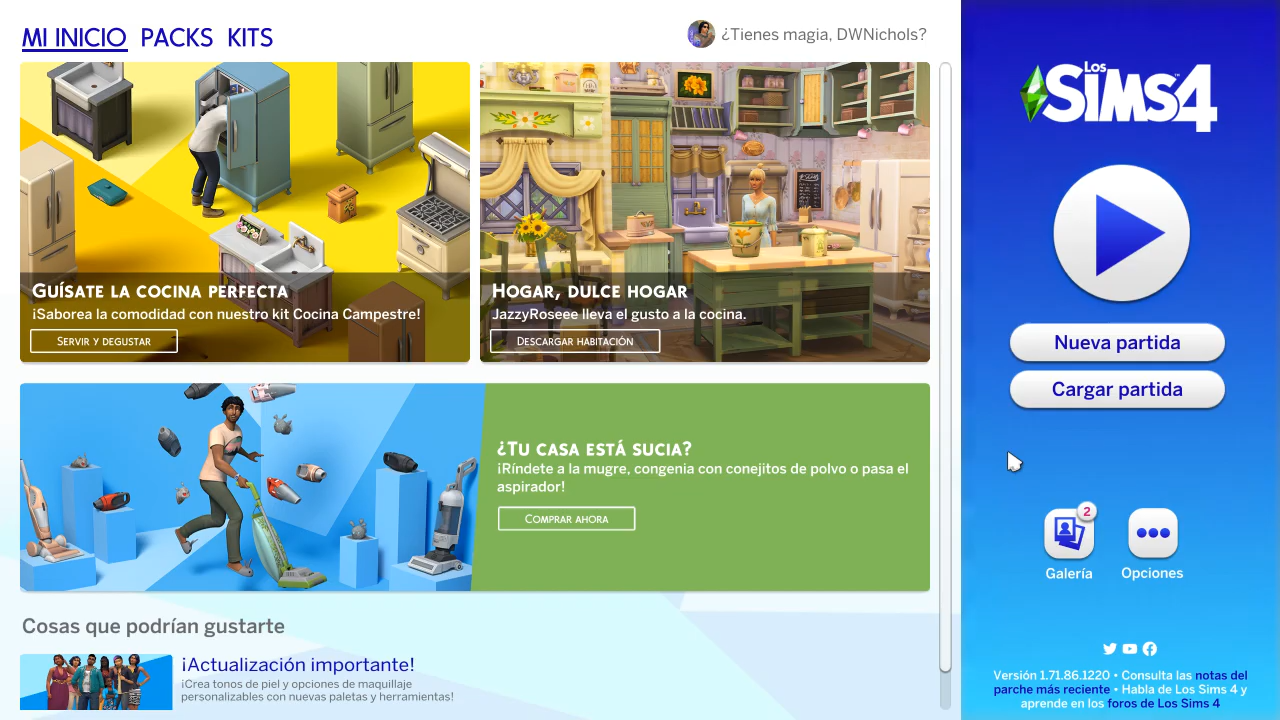 MI INICIO PACKS KITS
¿Tienes magia, DWNichols?
GUÍSATE LA COCINA PERFECTA
¡Saborea la comodidad con nuestro kit Cocina Campestre!
SERVIR Y DEGUSTAR
HOGAR, DULCE HOGAR
JazzyRoseee lleva el gusto a la cocina.
DESCARGAR HABITACIÓN
¿TU CASA ESTÁ SUCIA?
¡Ríndete a la mugre, congenia con conejitos de polvo o pasa el
aspirador!
COMPRAR AHORA
Cosas que podrían gustarte
¡Actualización importante!
¡Crea tonos de piel y opciones de maquillaje
personalizables con nuevas paletas y herramientas!
Los
SiMS4™
Nueva partida
Cargar partida
2
Galería
Opciones
Versión 1.71.86.1220 • Consulta las notas del
parche más reciente • Habla de Los Sims 4 y
aprende en los foros de Los Sims 4